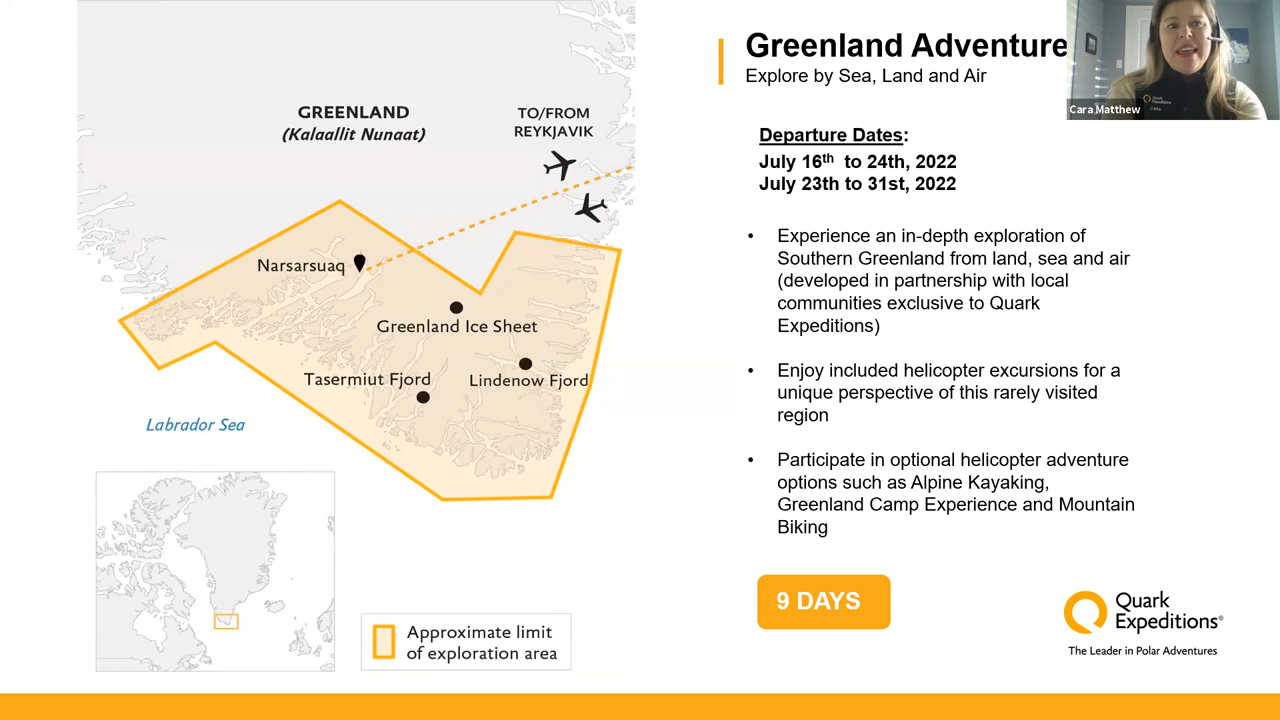 GREENLAND
(Kalaallit Nunaat)
TO/FROM
REYKJAVIK
Narsarsuaq
Greenland Ice Sheet
Tasermiut Fjord
Lindenow Fjord
Labrador Sea
Approximate limit
of exploration area
Greenland Adventure
Explore by Sea, Land and Air
Cara Matthew
Departure Dates:
July 16th to 24th, 2022
July 23th to 31st, 2022
• Experience an in-depth exploration of
Southern Greenland from land, sea and air
(developed in partnership with local
communities exclusive to Quark
Expeditions)
• Enjoy included helicopter excursions for a
unique perspective of this rarely visited
region
• Participate in optional helicopter adventure
options such as Alpine Kayaking,
Greenland Camp Experience and Mountain
Biking
9 DAYS
Quark
Expeditions®
The Leader in Polar Adventures
Quark
Expeditions